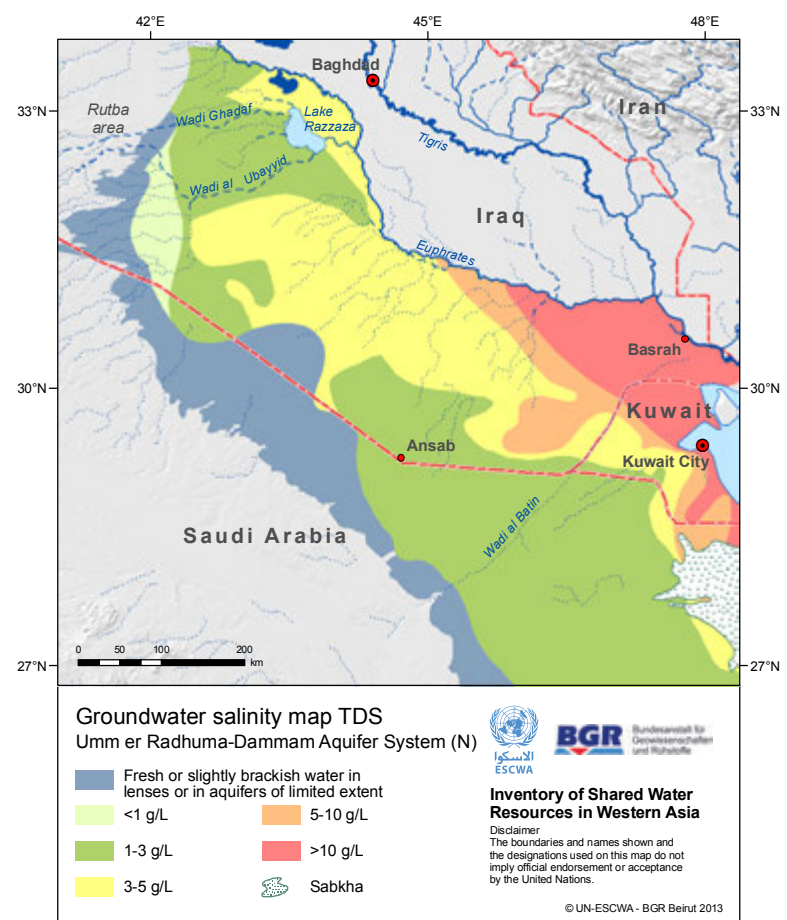 42°E
45°E
48°E
Baghdad
33°N
33°N
Rutba
area
Wadi Ghadaf
Lake
Razzaza
Iran
Tigris
Wadi al Ubayyid
Iraq
Euphrates
Basrah
30°N
30°N
Kuwait
Ansab
Kuwait City
Wadi al Batin
Saudi Arabia
0 50 100 200
km
27°N
27°N
Groundwater salinity map TDS
Umm er Radhuma-Dammam Aquifer System (N)
Fresh or slightly brackish water in
lenses or in aquifers of limited extent
<1 g/L
5-10 g/L
1-3 g/L
>10 g/L
3-5 g/L
Sabkha
الاسكوا
ESCWA
BGR
Bundesanstalt für
Geowissenschaften
und Rohstoffe
Inventory of Shared Water
Resources in Western Asia
Disclaimer
The boundaries and names shown and
the designations used on this map do not
imply official endorsement or acceptance
by the United Nations.
© UN-ESCWA - BGR Beirut 2013